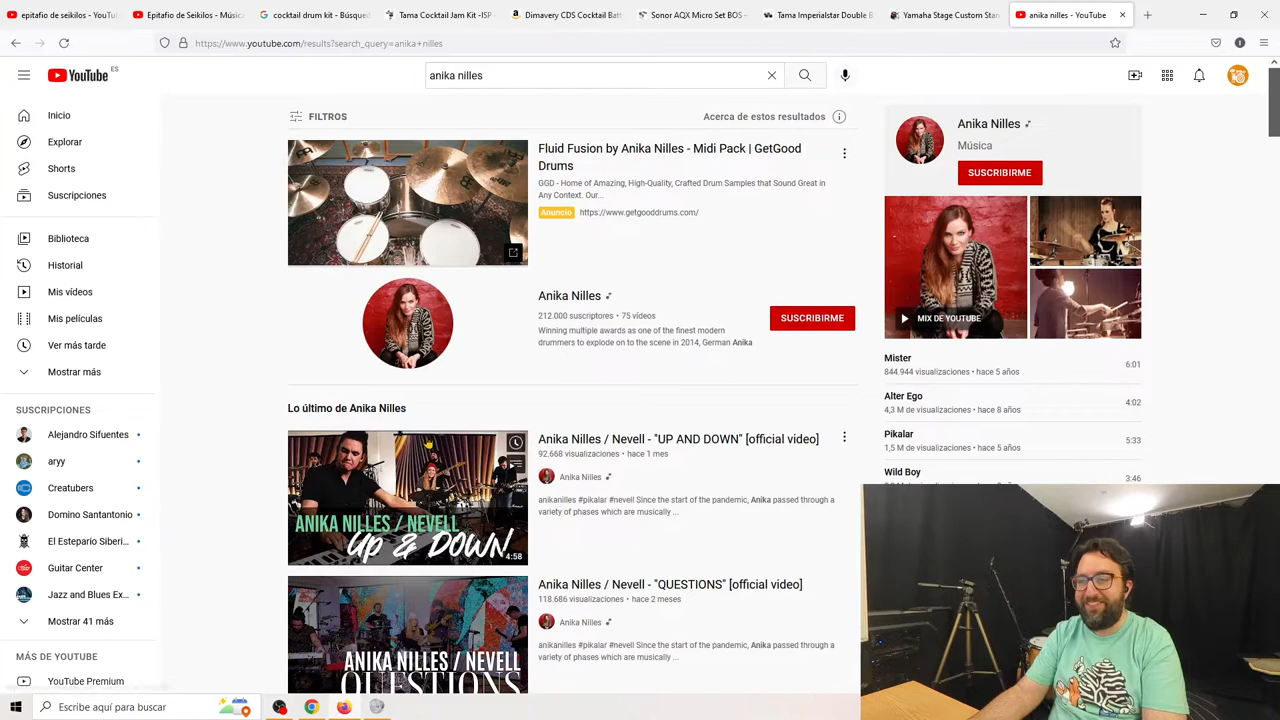 epitafio de seikilos - YouTu
Epitafio de Seikilos - Músic
cocktail drum kit - Búsqued
Tama Cocktail Jam Kit -ISP -
Dimavery CDS Cocktail Batt
Sonor AQX Micro Set BOS -
Tama Imperialstar Double B
Yamaha Stage Custom Stan
anika nilles - YouTube
https://www.youtube.com/results?search_query=anika+nilles
YouTube ES
anika nilles
Inicio
Explorar
Shorts
Suscripciones
Biblioteca
Historial
Mis vídeos
Mis películas
Ver más tarde
Mostrar más
SUSCRIPCIONES
Alejandro Sifuentes
aryy
Creatubers
Domino Santantonio
El Estepario Siberi...
Guitar Center
Jazz and Blues Ex...
Mostrar 41 más
MÁS DE YOUTUBE
YouTube Premium
FILTROS
Acerca de estos resultados
Fluid Fusion by Anika Nilles - Midi Pack | GetGood
Drums
GGD - Home of Amazing, High-Quality, Crafted Drum Samples that Sound Great in
Any Context. Our...
Anuncio https://www.getgooddrums.com/
Anika Nilles
212.000 suscriptores • 75 vídeos
Winning multiple awards as one of the finest modern
drummers to explode on to the scene in 2014, German Anika
SUSCRIBIRME
Lo último de Anika Nilles
ANIKA NILLES / NEVELL
Up & DOWN
4:58
Anika Nilles / Nevell - "UP AND DOWN" [official video]
92.668 visualizaciones • hace 1 mes
Anika Nilles
anikanilles #pikalar #nevell Since the start of the pandemic, Anika passed through a
variety of phases which are musically ...
ANIKA NILLES / NEVELL
QUESTIONS
Anika Nilles / Nevell - "QUESTIONS" [official video]
118.686 visualizaciones • hace 2 meses
Anika Nilles
anikanilles #pikalar #nevell Since the start of the pandemic, Anika passed through a
variety of phases which are musically ...
Anika Nilles
Música
SUSCRIBIRME
MIX DE YOUTUBE
Mister
844.944 visualizaciones • hace 5 años
6:01
Alter Ego
4,3 M de visualizaciones • hace 8 años
4:02
Pikalar
1,5 M de visualizaciones • hace 5 años
5:33
Wild Boy
3:46
Escribe aquí para buscar